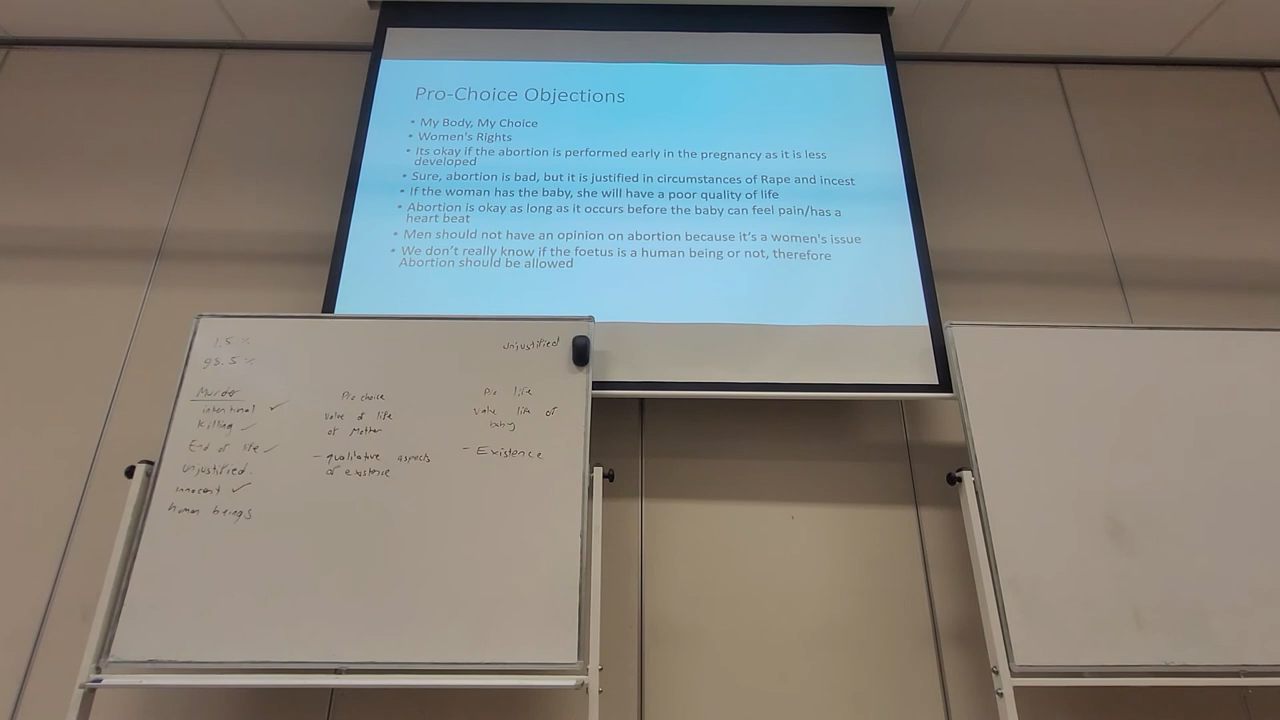 Pro-Choice Objections
• My Body, My Choice
• Women's Rights
• Its okay if the abortion is performed early in the pregnancy as it is less
developed
• Sure, abortion is bad, but it is justified in circumstances of Rape and incest
• If the woman has the baby, she will have a poor quality of life
• Abortion is okay as long as it occurs before the baby can feel pain/has a
heart beat
• Men should not have an opinion on abortion because it's a women's issue
• We don't really know if the foetus is a human being or not, therefore
Abortion should be allowed
1.5 %
98.5 %
Unjustified
Murder
intentional ✓
Killing ✓
End of life ✓
Unjustified.
innocent ✓
human beings
Pro choice
Value of life
of Mother
- qualitative aspects
of existence
Pro life
Value life of
baby
- Existence